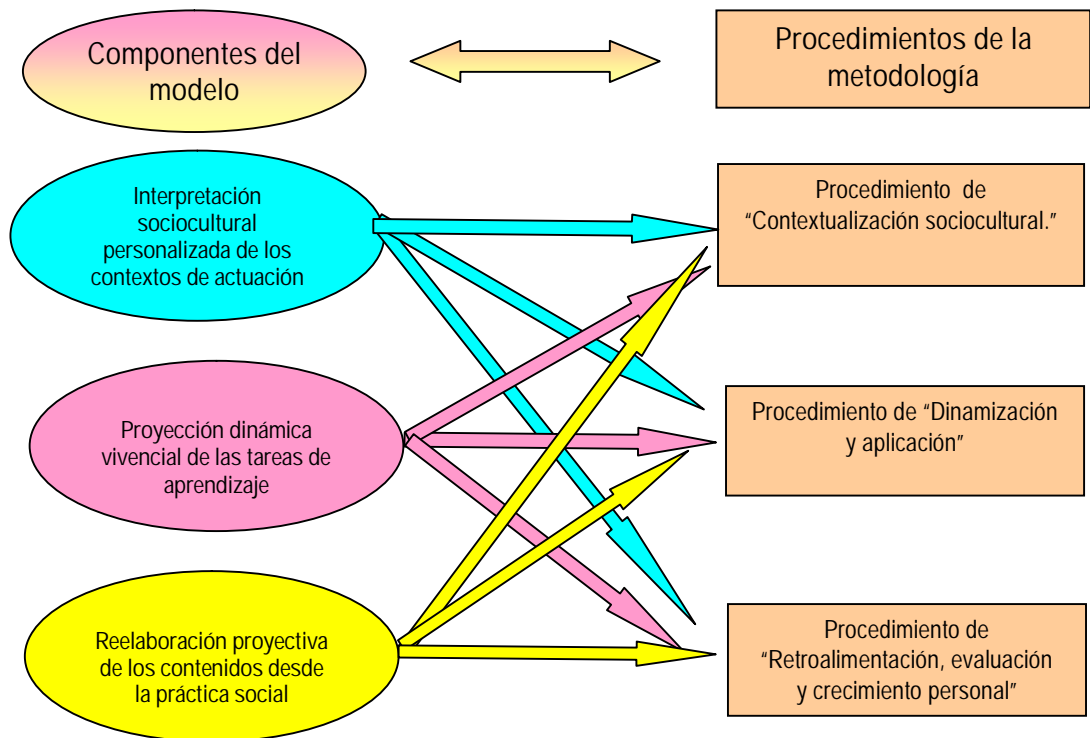 Componentes del
modelo
Procedimientos de la
metodología
Interpretación
sociocultural
personalizada de los
contextos de actuación
Procedimiento de
“Contextualización sociocultural.”
Proyección dinámica
vivencial de las tareas de
aprendizaje
Procedimiento de “Dinamización
y aplicación”
Reelaboración proyectiva
de los contenidos desde
la práctica social
Procedimiento de
“Retroalimentación, evaluación
y crecimiento personal”